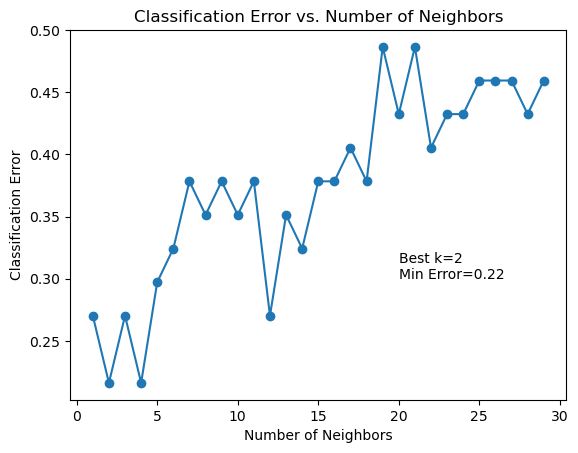 Classification Error vs. Number of Neighbors
0.50
0.45
0.40
0.35
0.30
0.25
Classification Error
Best k=2
Min Error=0.22
0 5 10 15 20 25 30
Number of Neighbors